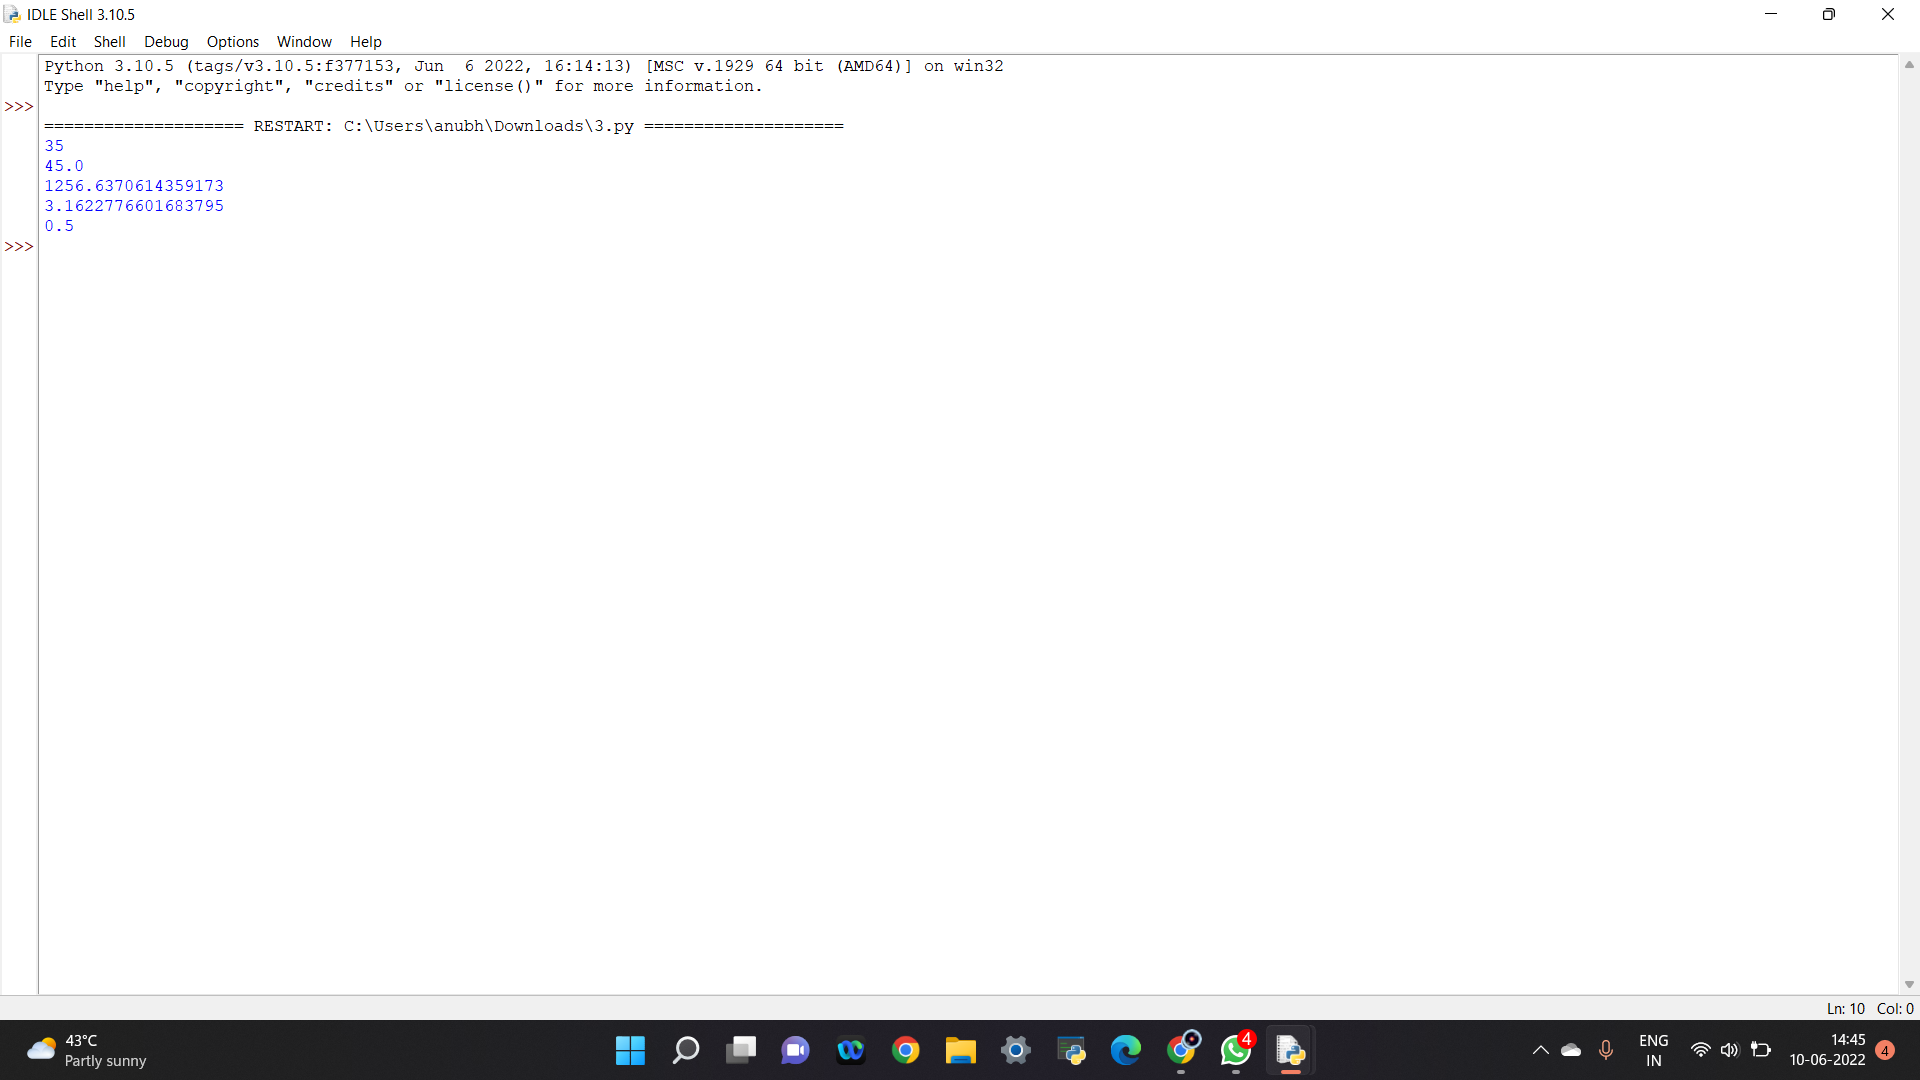 IDLE Shell 3.10.5
File Edit Shell Debug Options Window Help
Python 3.10.5 (tags/v3.10.5:f377153, Jun  6 2022, 16:14:13) [MSC v.1929 64 bit (AMD64)] on win32
Type "help", "copyright", "credits" or "license()" for more information.
>>>
==================== RESTART: C:\Users\anubh\Downloads\3.py ====================
35
45.0
1256.6370614359173
3.1622776601683795
0.5
>>>
Ln: 10 Col: 0
43°C
Partly sunny
4
ENG
IN
14:45
10-06-2022
4